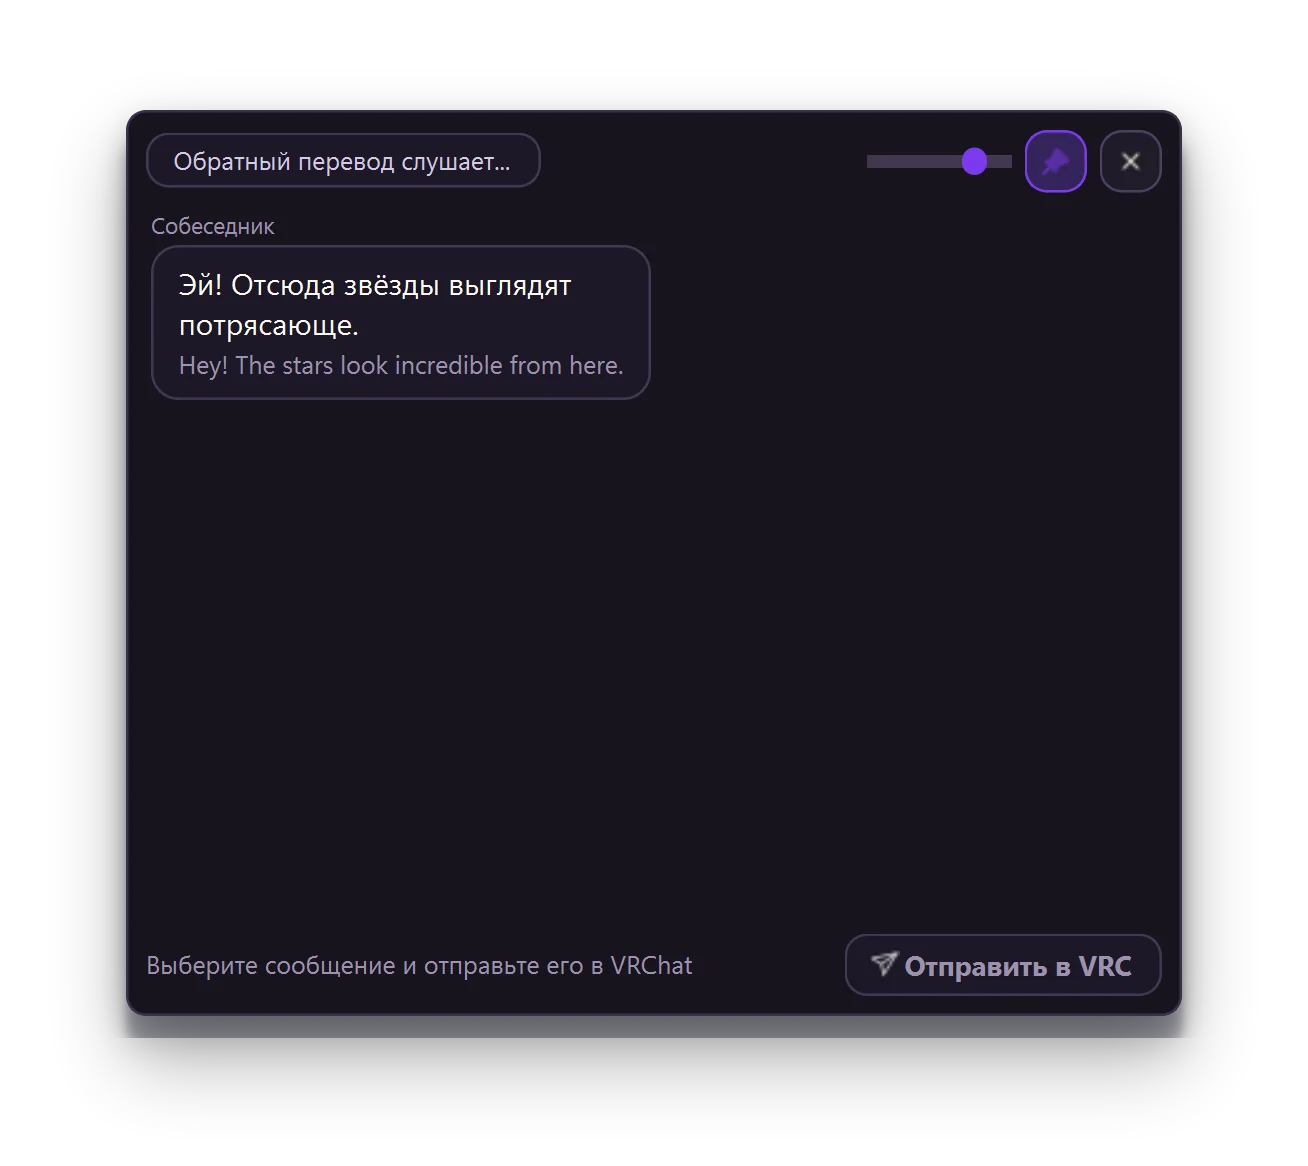 Обратный перевод слушает...
Собеседник
Эй! Отсюда звёзды выглядят
потрясающе.
Hey! The stars look incredible from here.
Выберите сообщение и отправьте его в VRChat
Отправить в VRC